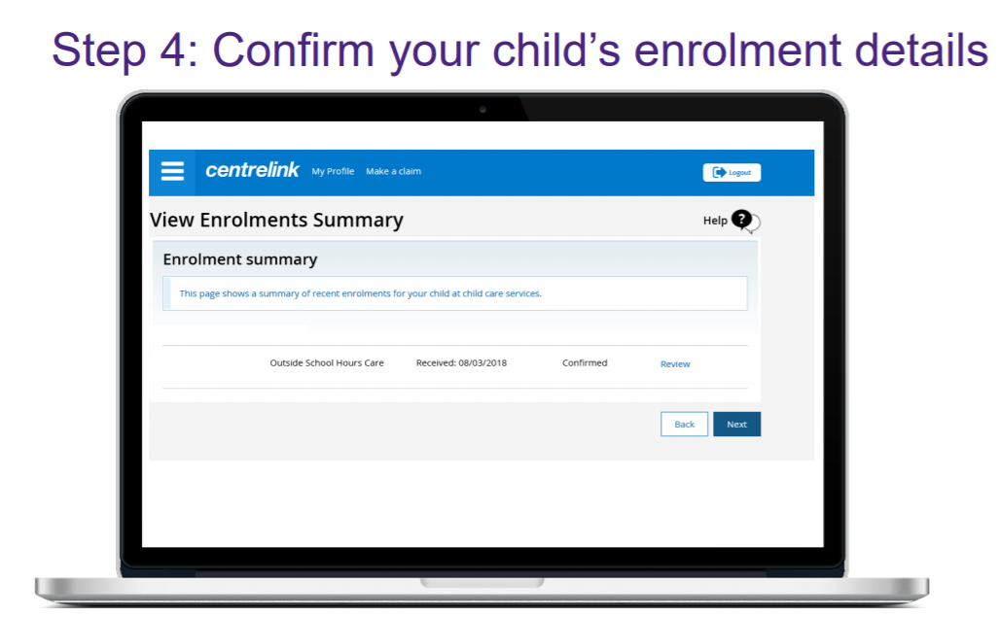 Step 4: Confirm your child's enrolment details
centrelink My Profile Make a claim Logout
View Enrolments Summary Help ?
Enrolment summary
This page shows a summary of recent enrolments for your child at child care services.
Outside School Hours Care Received: 08/03/2018 Confirmed Review
Back Next